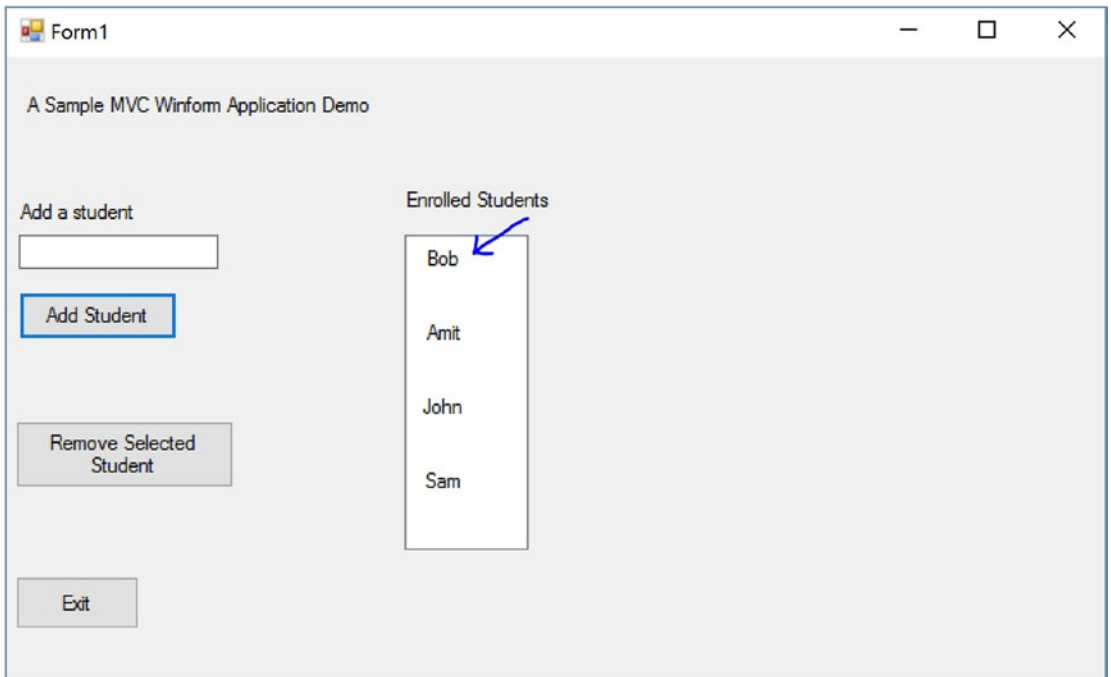 Form1
A Sample MVC Winform Application Demo
Add a student
Add Student
Remove Selected
Student
Exit
Enrolled Students
Bob
Amit
John
Sam